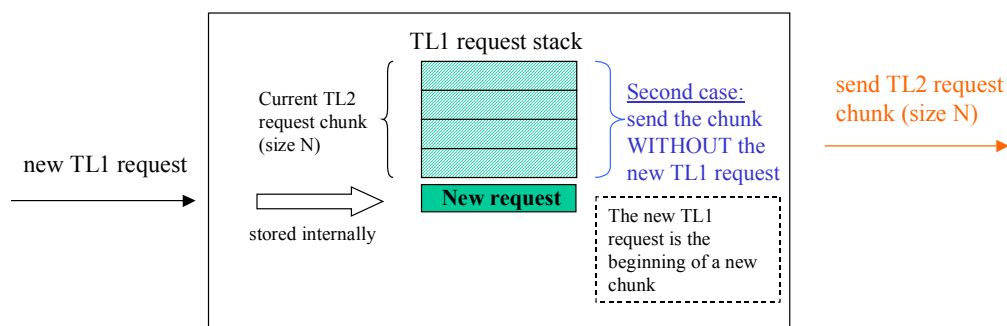 TL1 request stack
Current TL2
request chunk
(size N)
Second case:
send the chunk
WITHOUT the
new TL1 request
send TL2 request
chunk (size N)
new TL1 request
New request
stored internally
The new TL1
request is the
beginning of a new
chunk